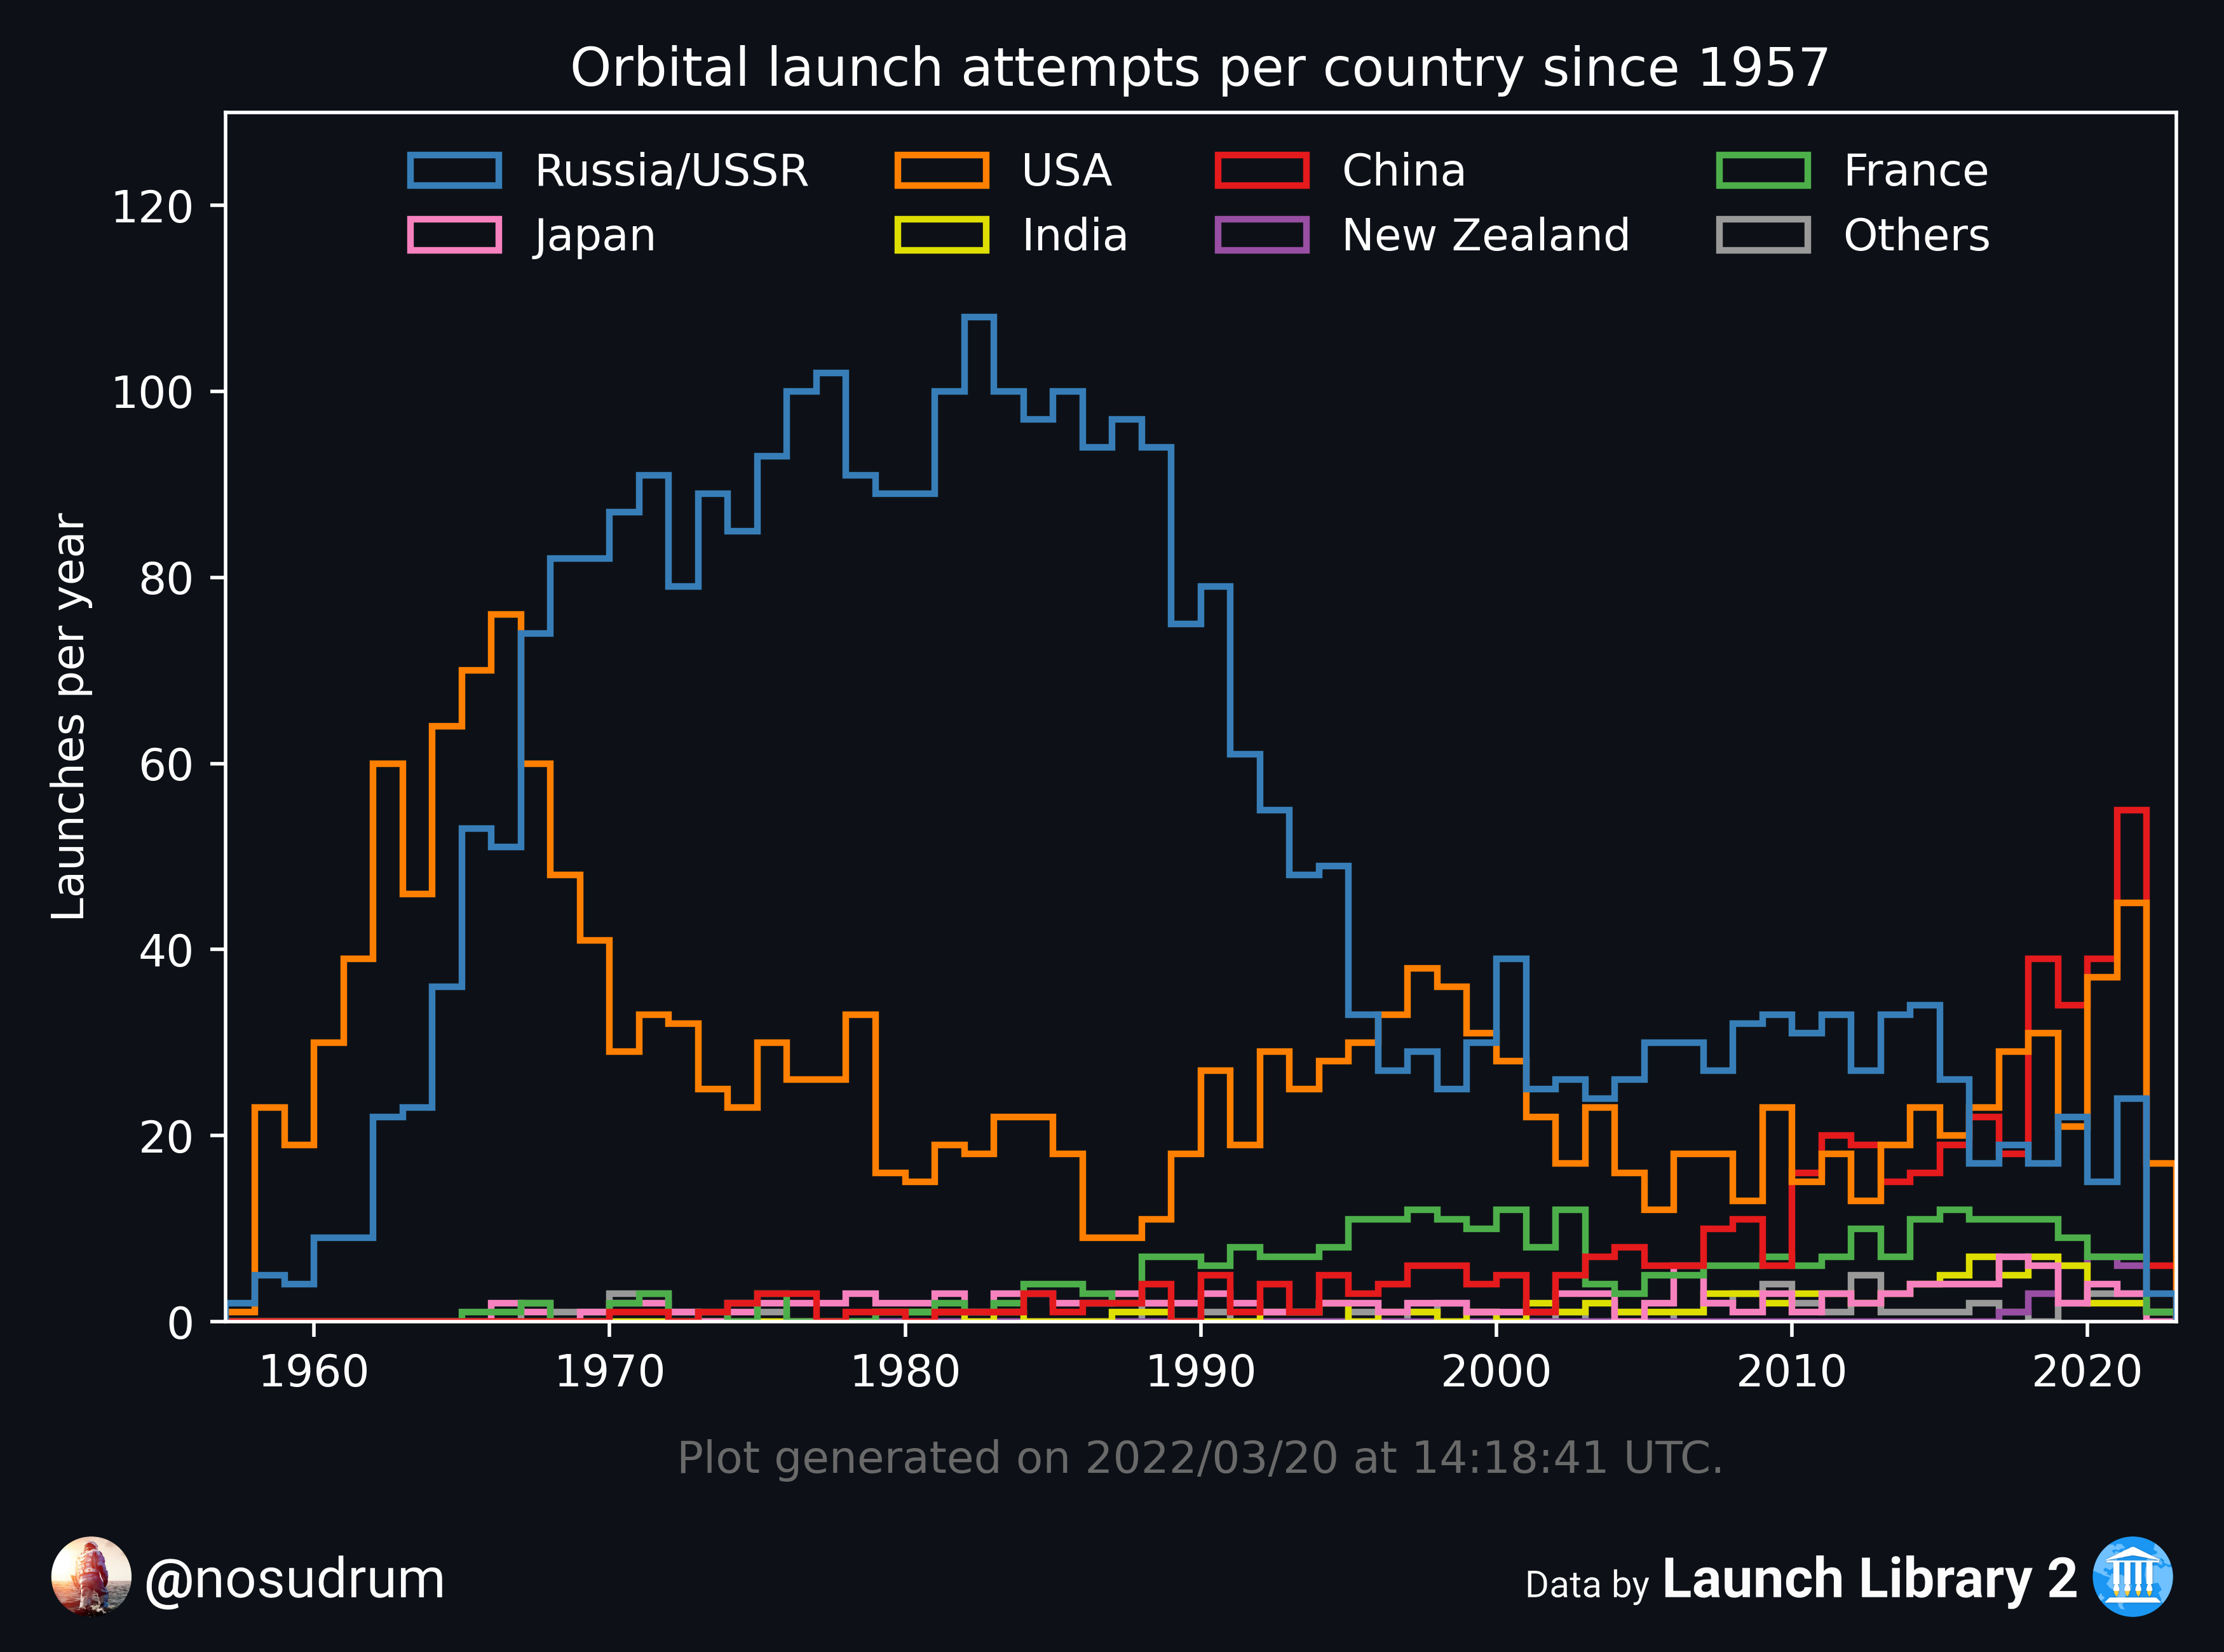 Orbital launch attempts per country since 1957
Russia/USSR USA China France
Japan India New Zealand Others
Launches per year
120
100
80
60
40
20
0
1960 1970 1980 1990 2000 2010 2020
Plot generated on 2022/03/20 at 14:18:41 UTC.
@nosudrum
Data by Launch Library 2